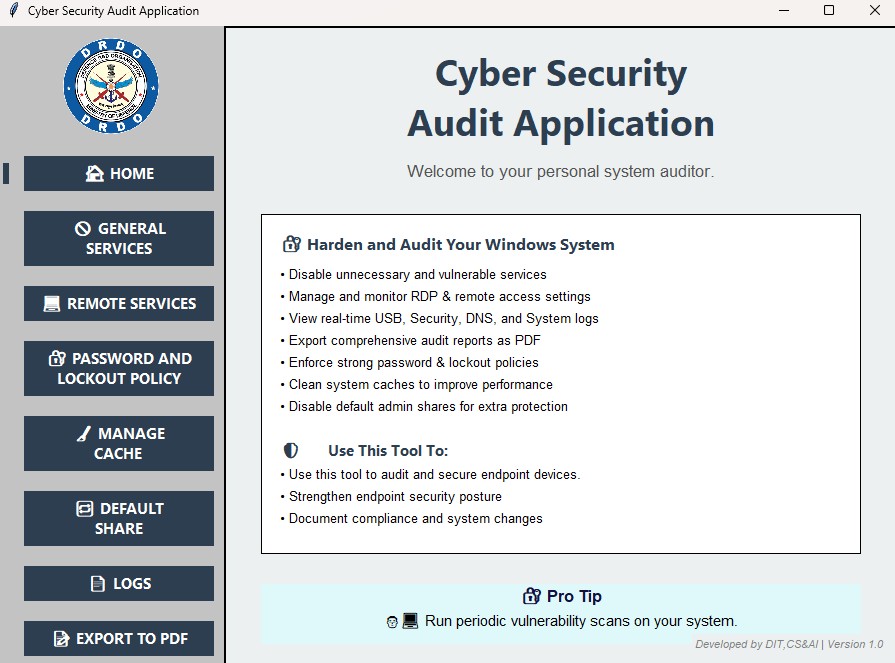 Cyber Security Audit Application
DRDO
DRDO
HOME
GENERAL
SERVICES
REMOTE SERVICES
PASSWORD AND
LOCKOUT POLICY
MANAGE
CACHE
DEFAULT
SHARE
LOGS
EXPORT TO PDF
Cyber Security
Audit Application
Welcome to your personal system auditor.
Harden and Audit Your Windows System
• Disable unnecessary and vulnerable services
• Manage and monitor RDP & remote access settings
• View real-time USB, Security, DNS, and System logs
• Export comprehensive audit reports as PDF
• Enforce strong password & lockout policies
• Clean system caches to improve performance
• Disable default admin shares for extra protection
Use This Tool To:
• Use this tool to audit and secure endpoint devices.
• Strengthen endpoint security posture
• Document compliance and system changes
Pro Tip
Run periodic vulnerability scans on your system.
Developed by DIT,CS&AI | Version 1.0